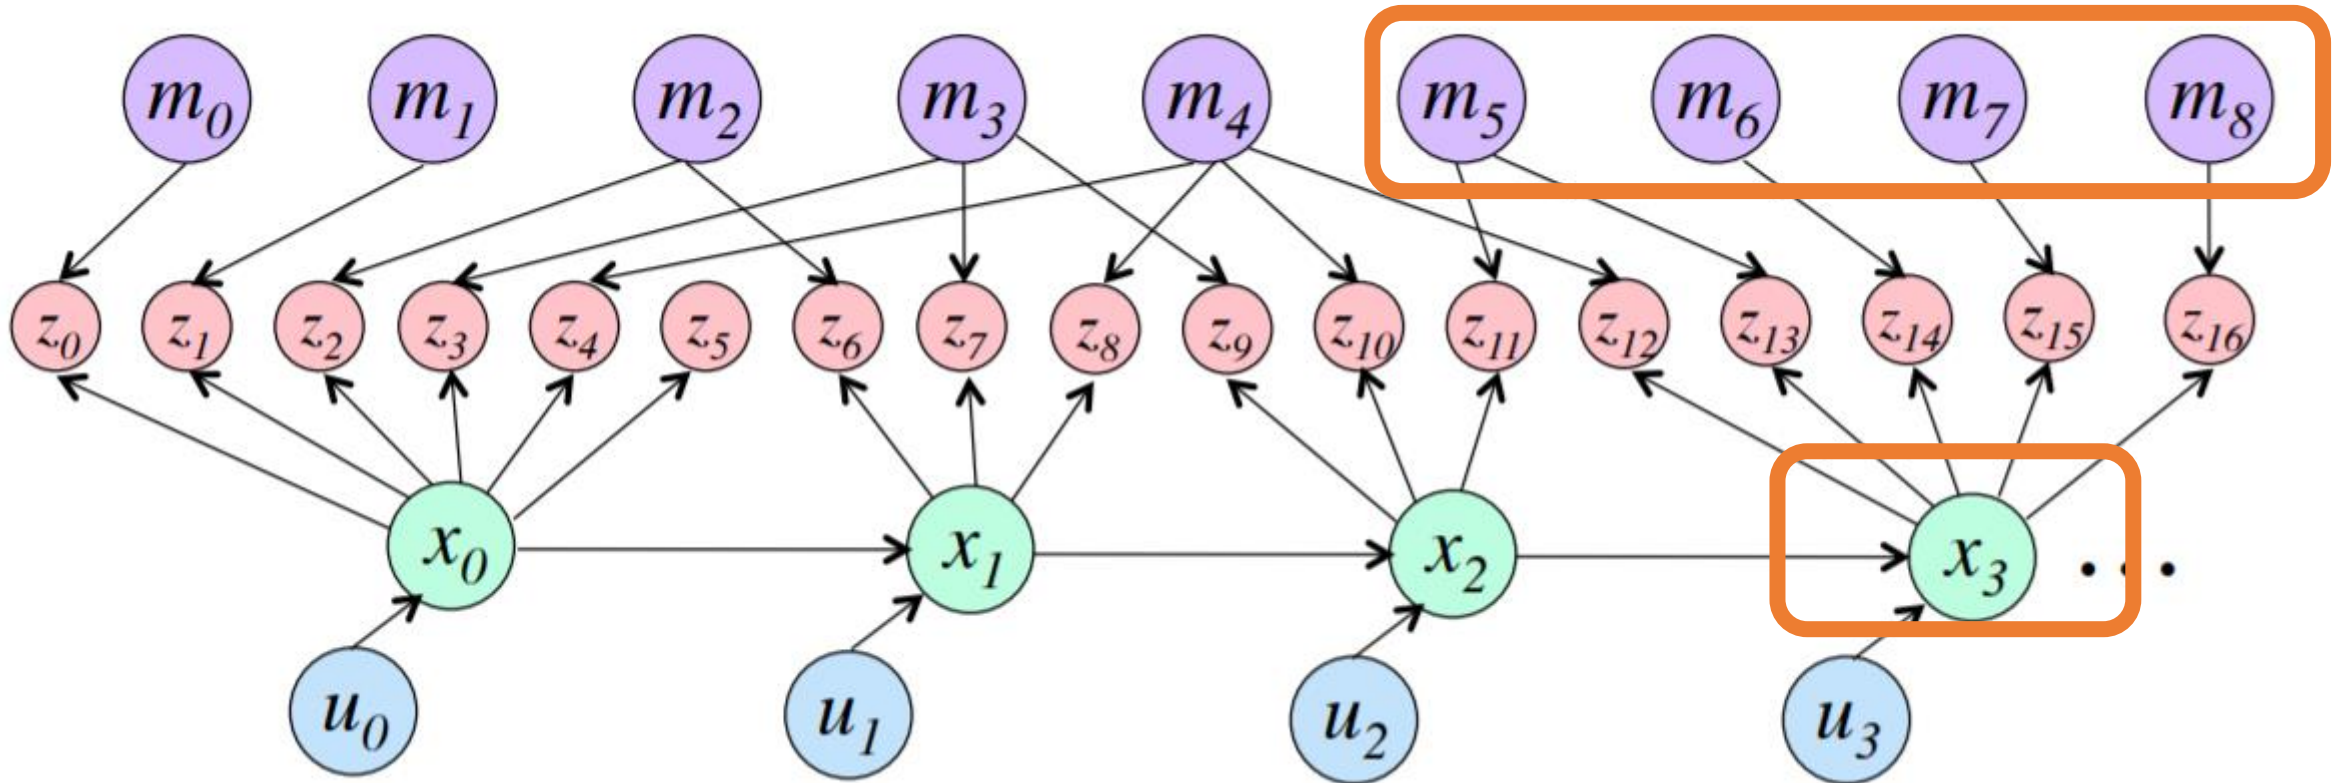 m0 m1 m2 m3 m4 m5 m6 m7 m8
z0 z1 z2 z3 z4 z5 z6 z7 z8 z9 z10 z11 z12 z13 z14 z15 z16
x0 x1 x2 x3 ...
u0 u1 u2 u3